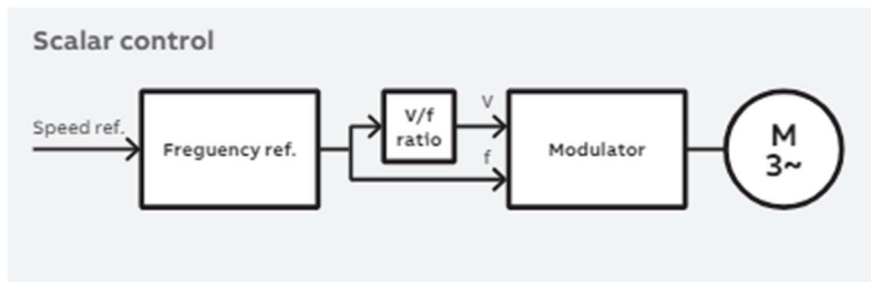 Scalar control
Speed ref.
Freguency ref.
V/f
ratio
V
f
Modulator
M
3~